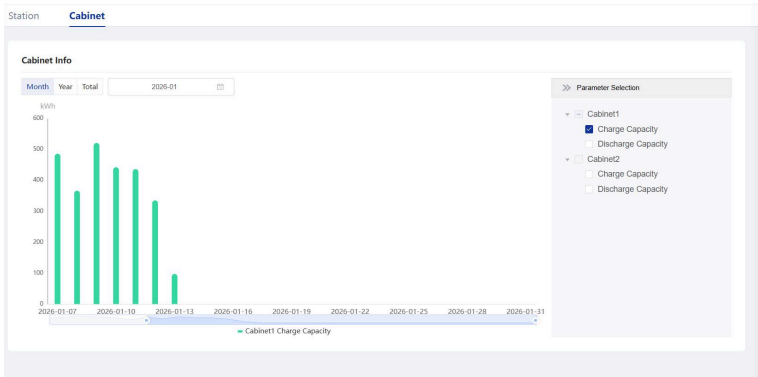 Station Cabinet
Cabinet Info
Month Year Total 2026-01
Parameter Selection
kWh
600
500
400
300
200
100
0
2026-01-07 2026-01-10 2026-01-13 2026-01-16 2026-01-19 2026-01-22 2026-01-25 2026-01-28 2026-01-31
Cabinet1 Charge Capacity
Cabinet1
Charge Capacity
Discharge Capacity
Cabinet2
Charge Capacity
Discharge Capacity